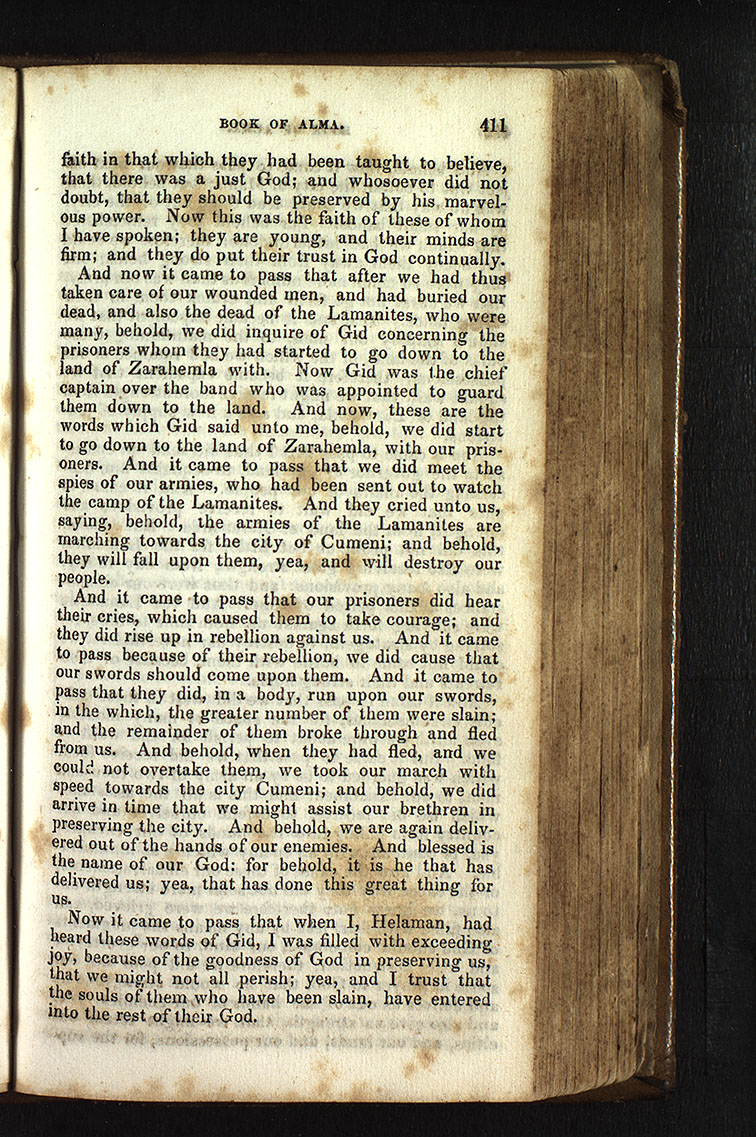 BOOK OF ALMA. 411
faith in that which they had been taught to believe,
that there was a just God; and whosoever did not
doubt, that they should be preserved by his marvel-
ous power. Now this was the faith of these of whom
I have spoken; they are young, and their minds are
firm; and they do put their trust in God continually.
And now it came to pass that after we had thus
taken care of our wounded men, and had buried our
dead, and also the dead of the Lamanites, who were
many, behold, we did inquire of Gid concerning the
prisoners whom they had started to go down to the
land of Zarahemla with. Now Gid was the chief
captain over the band who was appointed to guard
them down to the land. And now, these are the
words which Gid said unto me, behold, we did start
to go down to the land of Zarahemla, with our pris-
oners. And it came to pass that we did meet the
spies of our armies, who had been sent out to watch
the camp of the Lamanites. And they cried unto us,
saying, behold, the armies of the Lamanites are
marching towards the city of Cumeni; and behold,
they will fall upon them, yea, and will destroy our
people.
And it came to pass that our prisoners did hear
their cries, which caused them to take courage; and
they did rise up in rebellion against us. And it came
to pass because of their rebellion, we did cause that
our swords should come upon them. And it came to
pass that they did, in a body, run upon our swords,
in the which, the greater number of them were slain;
and the remainder of them broke through and fled
from us. And behold, when they had fled, and we
could not overtake them, we took our march with
speed towards the city Cumeni; and behold, we did
arrive in time that we might assist our brethren in
preserving the city. And behold, we are again deliv-
ered out of the hands of our enemies. And blessed is
the name of our God: for behold, it is he that has
delivered us; yea, that has done this great thing for
us.
Now it came to pass that when I, Helaman, had
heard these words of Gid, I was filled with exceeding
joy, because of the goodness of God in preserving us,
that we might not all perish; yea, and I trust that
the souls of them who have been slain, have entered
into the rest of their God.